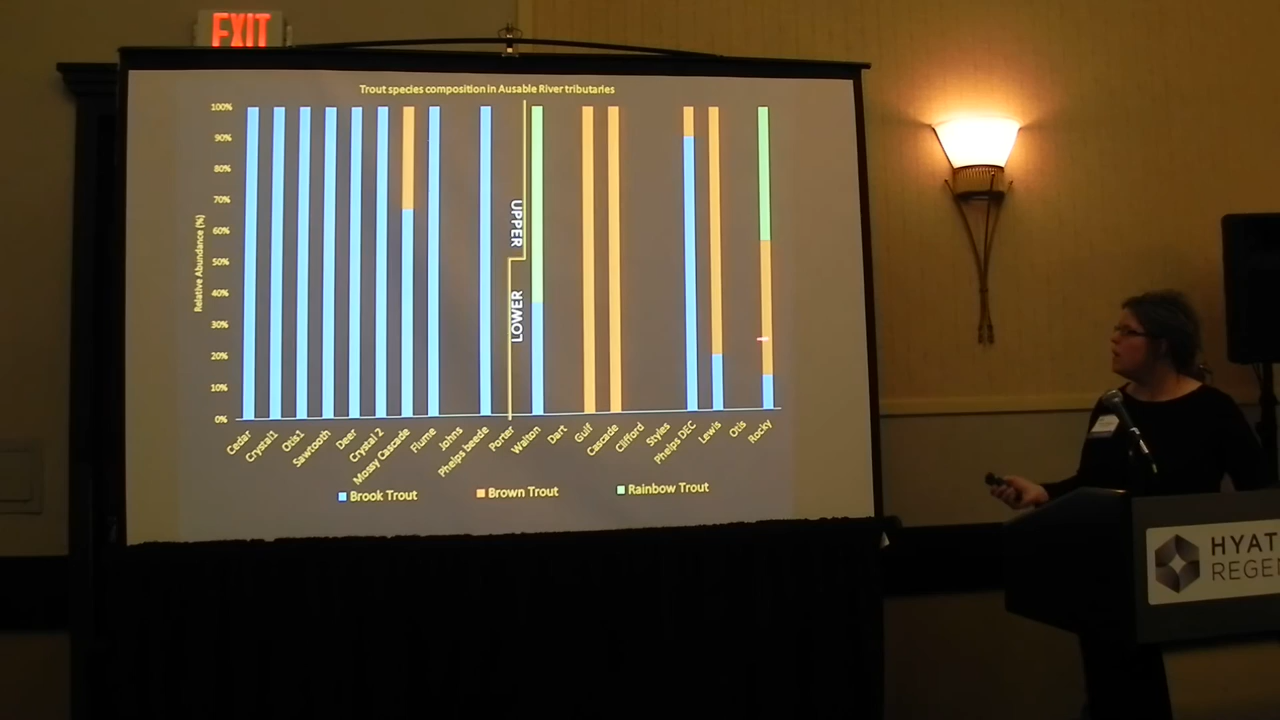 EXIT
Trout species composition in Ausable River tributaries
100%
90%
80%
70%
60%
50%
40%
30%
20%
10%
0%
Relative Abundance (%)
UPPER
LOWER
Cedar
Crystal1
Otis1
Sawtooth
Deer
Crystal 2
Mossy Cascade
Flume
Johns
Phelps beede
Porter
Walton
Dart
Gulf
Cascade
Clifford
Styles
Phelps DEC
Lewis
Otis
Rocky
Brook Trout
Brown Trout
Rainbow Trout
HYAT
REGE